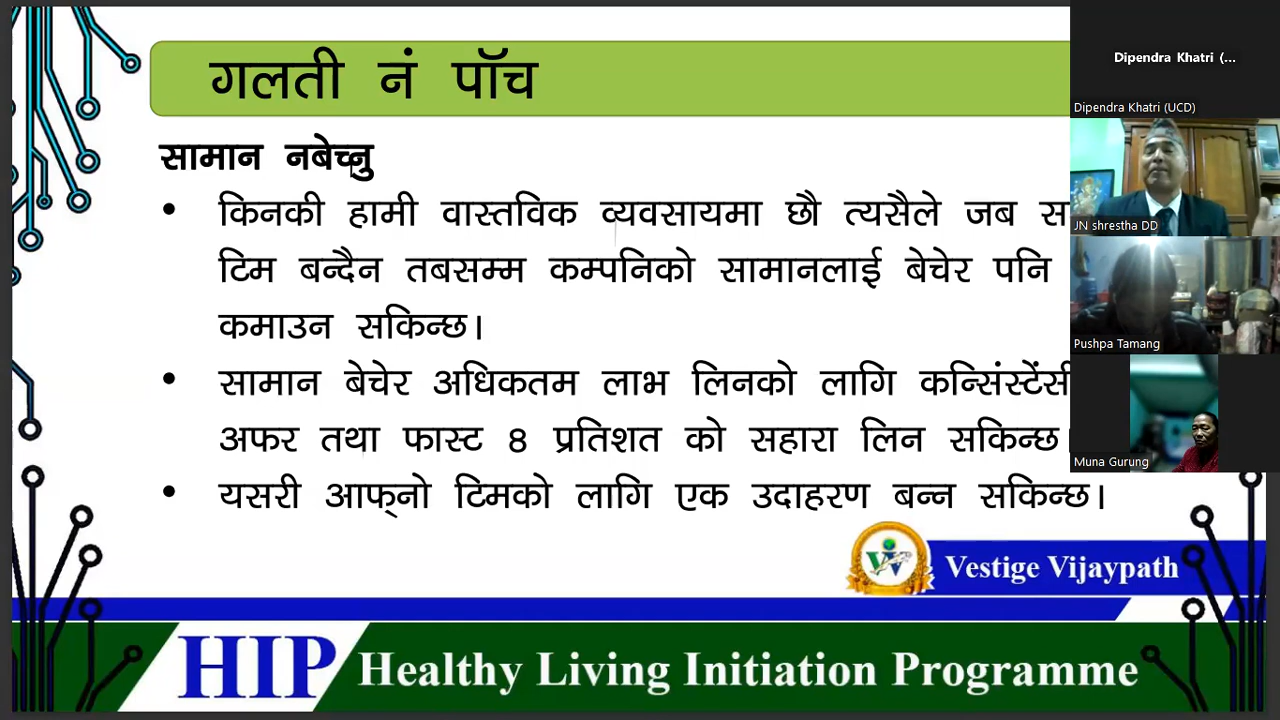 गलती नं पाॅच
सामान नबेच्नु
• किनकी हामी वास्तविक व्यवसायमा छौ त्यसैले जब
टिम बन्दैन तबसम्म कम्पनिको सामानलाई बेचेर पनि
कमाउन सकिन्छ।
• सामान बेचेर अधिकतम लाभ लिनको लागि कन्सिंस्टेंसी
अफर तथा फास्ट ८ प्रतिशत को सहारा लिन सकिन्छ।
• यसरी आफ्‌नो टिमको लागि एक उदाहरण बन्न सकिन्छ।
Vestige Vijaypath
HIP Healthy Living Initiation Programme
Dipendra Khatri (...
Dipendra Khatri (UCD)
JN shrestha DD
Pushpa Tamang
Muna Gurung